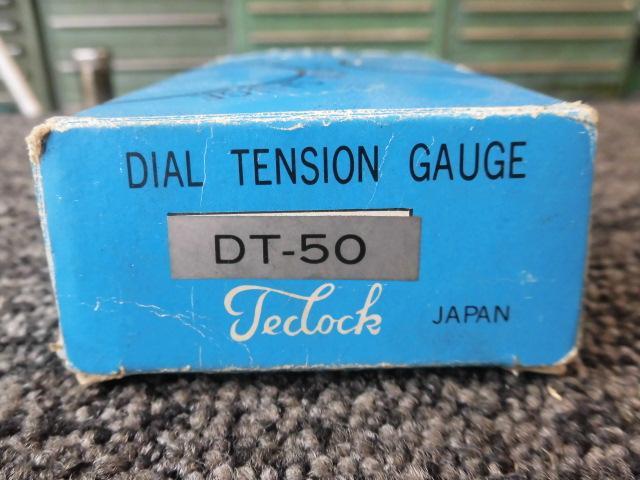 DIAL TENSION GAUGE
DT-50
Teclock
JAPAN